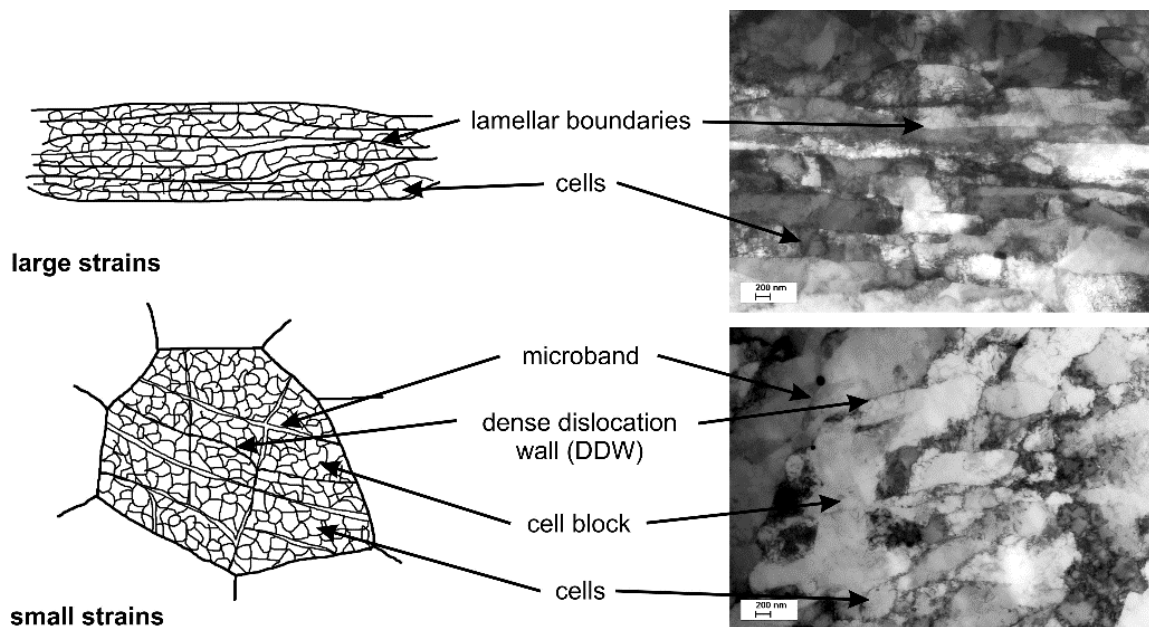 lamellar boundaries
cells
large strains
200 nm
microband
dense dislocation
wall (DDW)
cell block
cells
small strains
200 nm